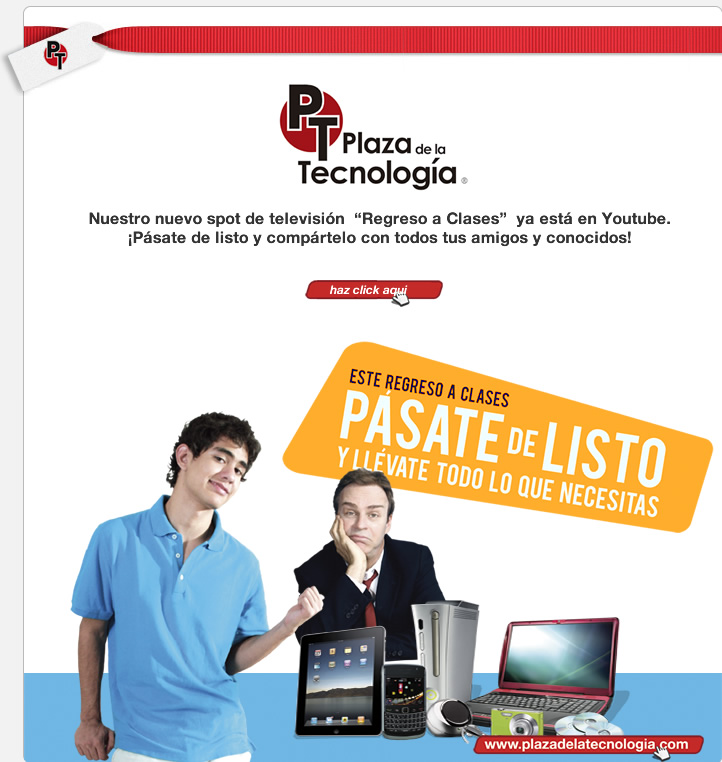 PT
PT Plaza de la
Tecnología ®
Nuestro nuevo spot de televisión “Regreso a Clases” ya está en Youtube.
¡Pásate de listo y compártelo con todos tus amigos y conocidos!
haz click aqui
ESTE REGRESO A CLASES
PÁSATE DE LISTO
Y LLÉVATE TODO LO QUE NECESITAS
www.plazadelatecnologia.com